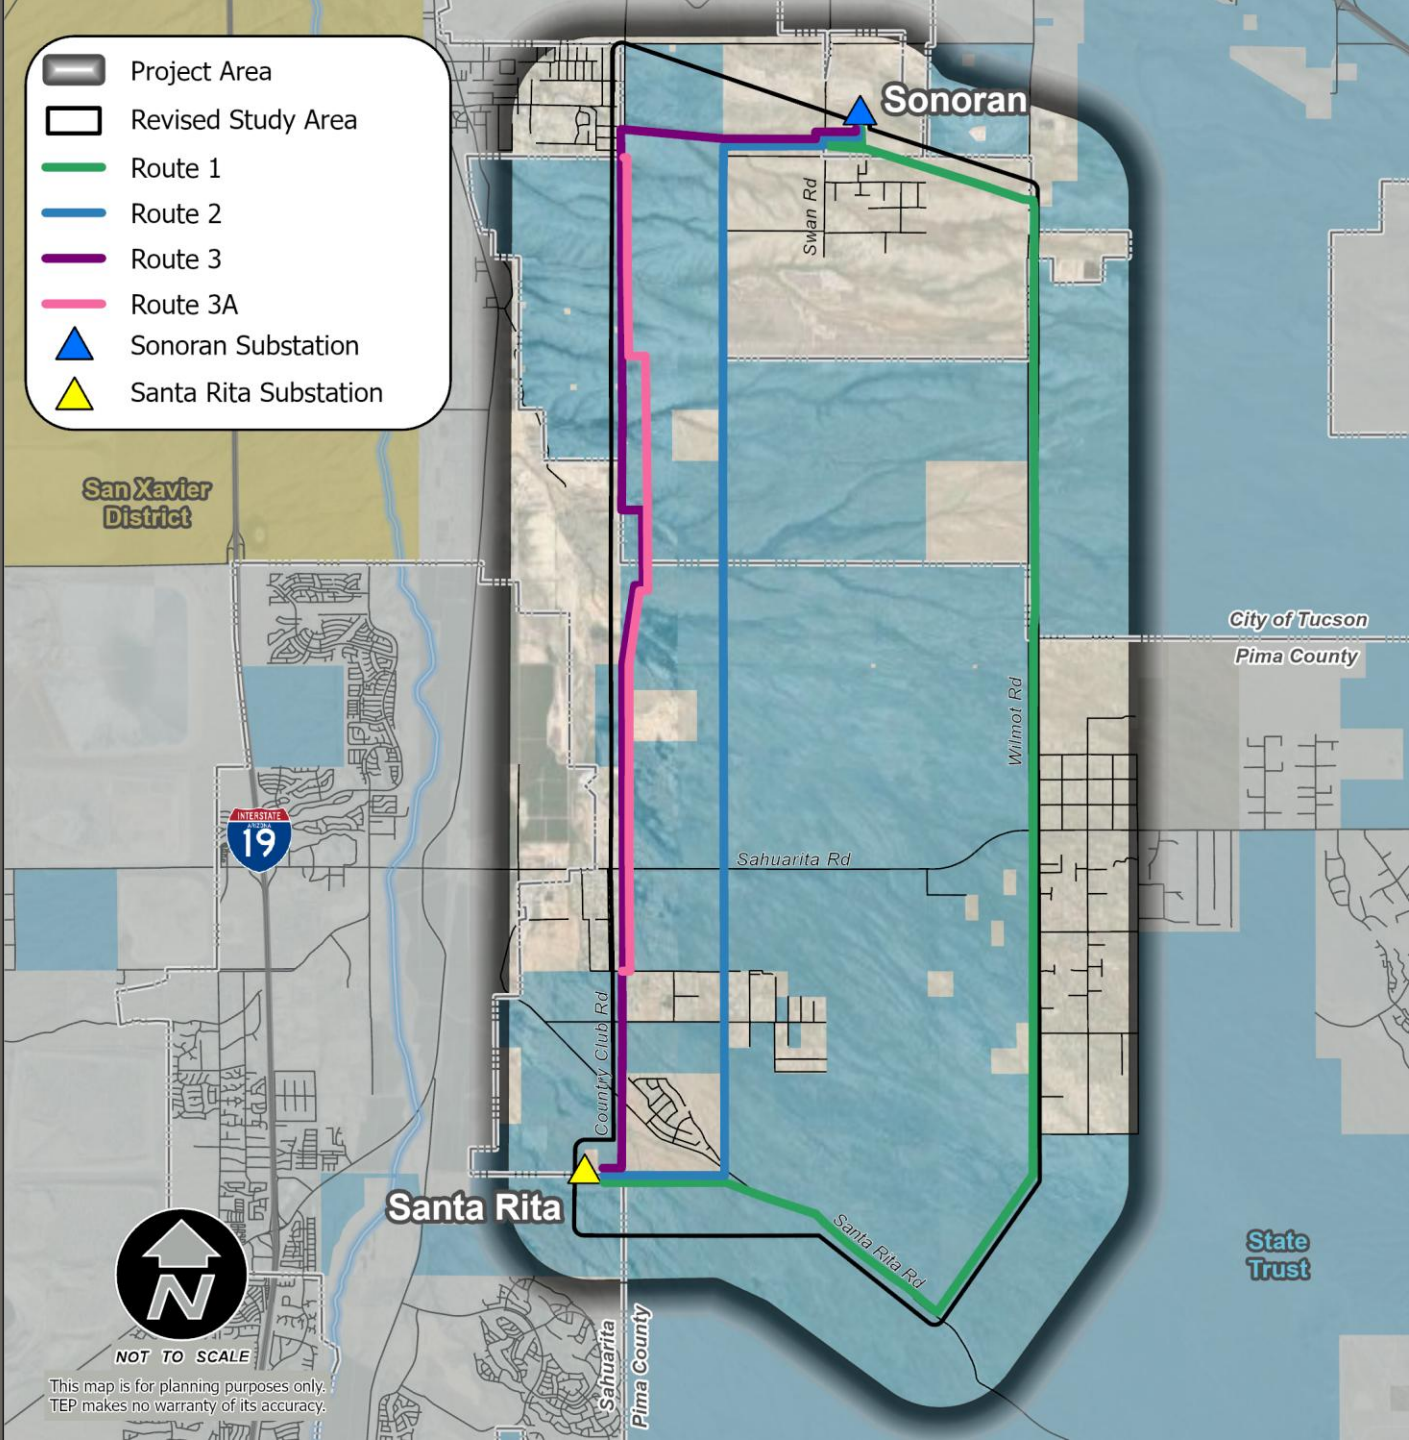 Project Area
Revised Study Area
Route 1
Route 2
Route 3
Route 3A
Sonoran Substation
Santa Rita Substation
Sonoran
Swan Rd
San Xavier
District
City of Tucson
Pima County
Wilmot Rd
INTERSTATE
ARIZONA
19
Sahuarita Rd
Country Club Rd
Santa Rita
Santa Rita Rd
State
Trust
N
NOT TO SCALE
This map is for planning purposes only.
TEP makes no warranty of its accuracy.
Sahuarita
Pima County